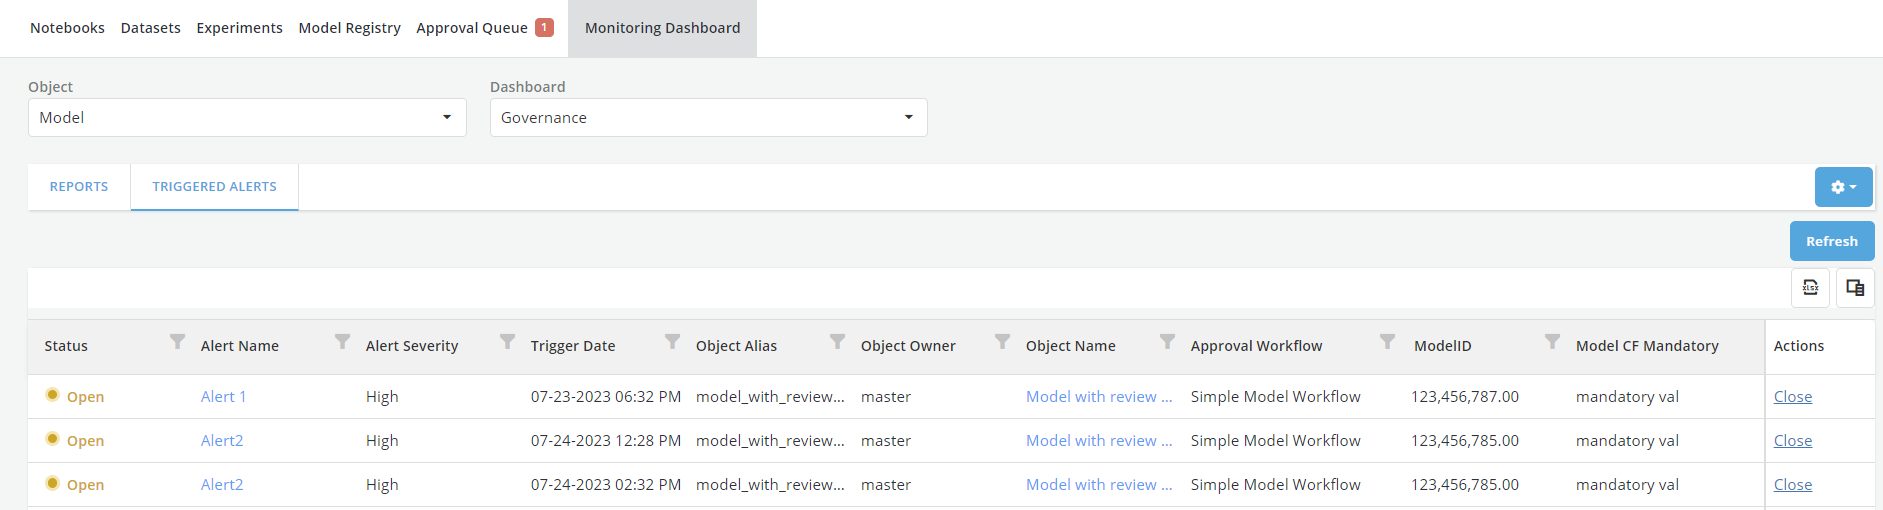 Notebooks Datasets Experiments Model Registry Approval Queue 1 Monitoring Dashboard
Object Dashboard
Model Governance
REPORTS TRIGGERED ALERTS
Refresh
xlsx
Status Alert Name Alert Severity Trigger Date Object Alias Object Owner Object Name Approval Workflow ModelID Model CF Mandatory Actions
Open Alert 1 High 07-23-2023 06:32 PM model_with_review... master Model with review ... Simple Model Workflow 123,456,787.00 mandatory val Close
Open Alert2 High 07-24-2023 12:28 PM model_with_review... master Model with review ... Simple Model Workflow 123,456,785.00 mandatory val Close
Open Alert2 High 07-24-2023 02:32 PM model_with_review... master Model with review ... Simple Model Workflow 123,456,785.00 mandatory val Close